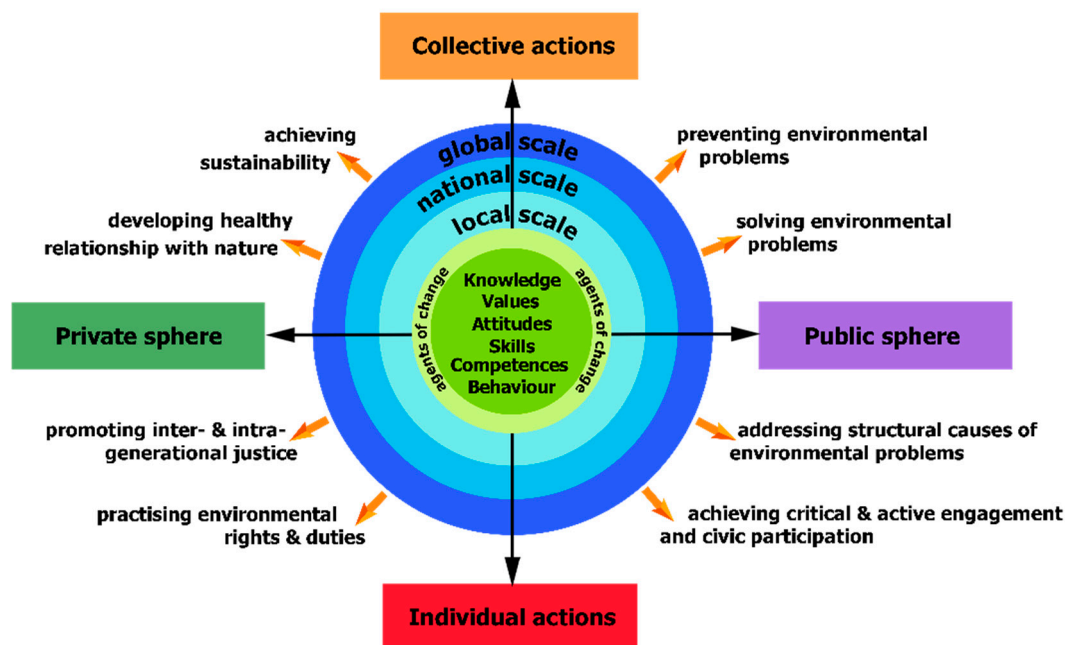 Collective actions
achieving
sustainability
global scale
preventing environmental
problems
national scale
developing healthy
relationship with nature
local scale
solving environmental
problems
agents of change
Knowledge
Values
Attitudes
Skills
Competences
Behaviour
agents of change
Private sphere
Public sphere
promoting inter- & intra-
generational justice
addressing structural causes of
environmental problems
practising environmental
rights & duties
achieving critical & active engagement
and civic participation
Individual actions